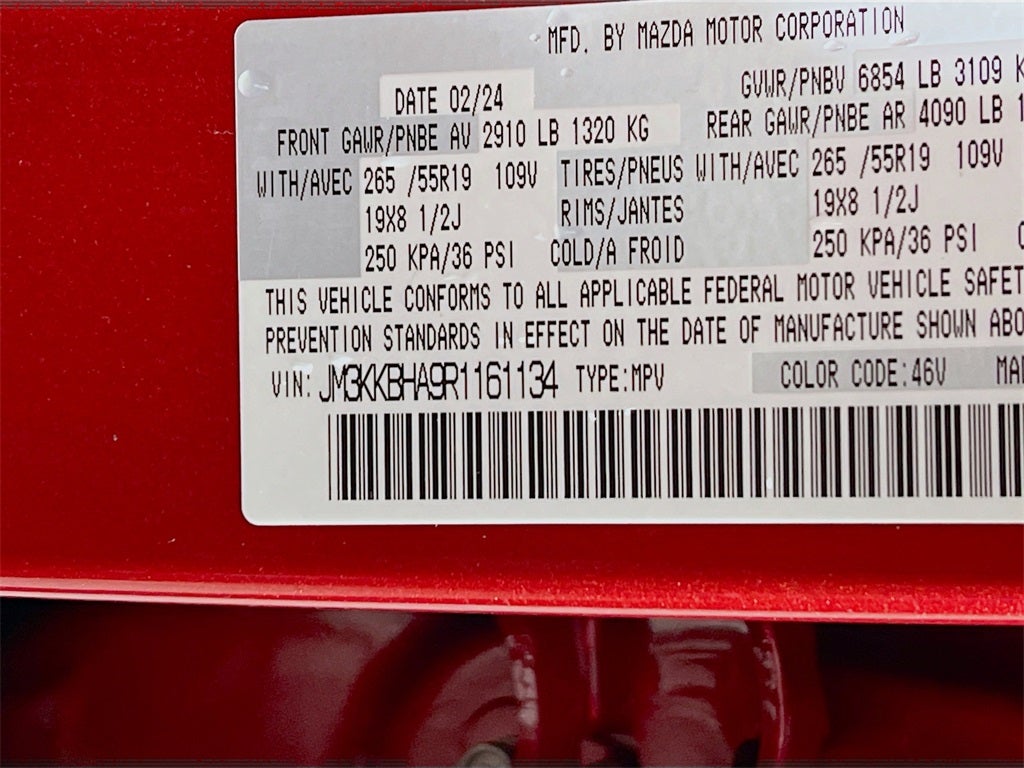 MFD. BY MAZDA MOTOR CORPORATION
DATE 02/24 GVWR/PNBV 6854 LB 3109 K
FRONT GAWR/PNBE AV 2910 LB 1320 KG REAR GAWR/PNBE AR 4090 LB 1
WITH/AVEC 265 /55R19 109V TIRES/PNEUS WITH/AVEC 265 /55R19 109V
19X8 1/2J RIMS/JANTES 19X8 1/2J
250 KPA/36 PSI COLD/A FROID 250 KPA/36 PSI
THIS VEHICLE CONFORMS TO ALL APPLICABLE FEDERAL MOTOR VEHICLE SAFET
PREVENTION STANDARDS IN EFFECT ON THE DATE OF MANUFACTURE SHOWN ABO
VIN: JM3KKBHA9R1161134 TYPE:MPV COLOR CODE:46V MA